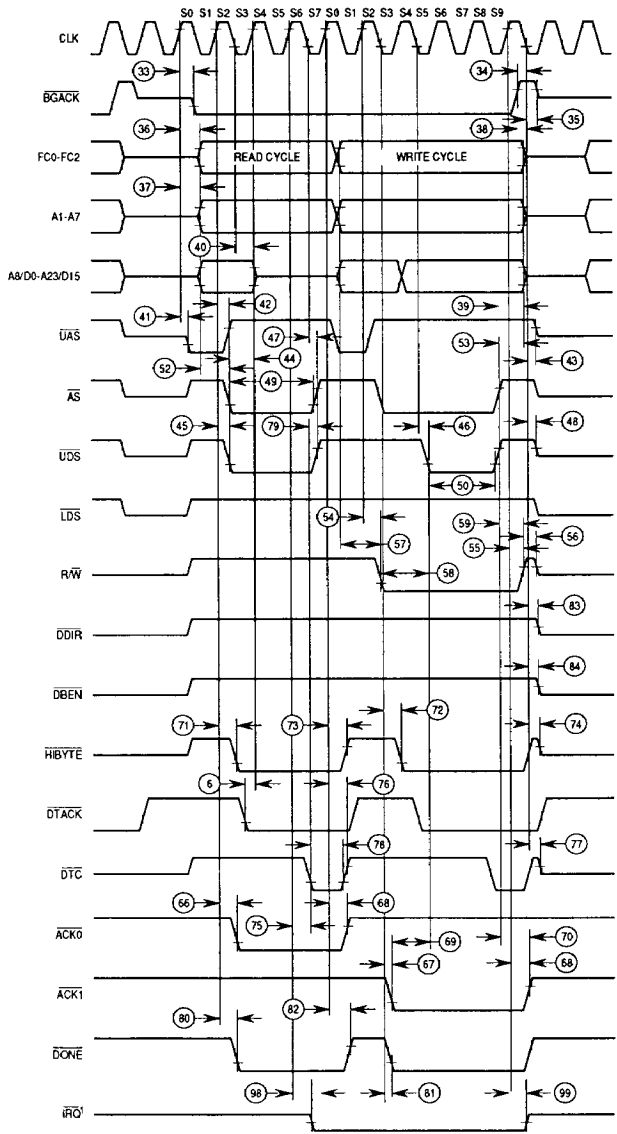 S0 S1 S2 S3 S4 S5 S6 S7 S0 S1 S2 S3 S4 S5 S6 S7 S8 S9
CLK
33 34
BGACK
35
36 38
FC0-FC2 READ CYCLE WRITE CYCLE
37
A1-A7
40
A8/D0-A23/D15
42 39
41
UAS 47 53
44 43
52 49
AS
45 79 46 48
UDS
50
LDS 54 59
56
57 55
R/W 58
83
DDIR
84
DBEN
72
71 73 74
HIBYTE
6 76
DTACK
78 77
DTC
66 68
75 69 70
ACK0
67 68
ACK1
80 82
DONE
98 81 99
IRQ